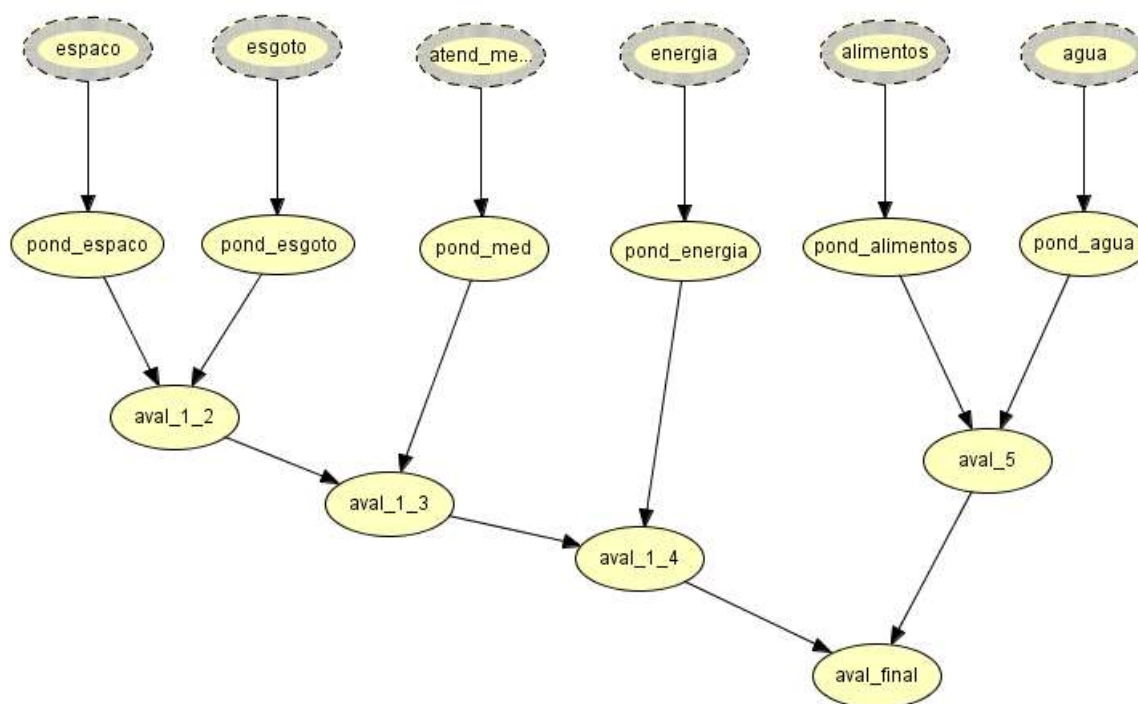 espaco
esgoto
atend_me...
energia
alimentos
agua
pond_espaco
pond_esgoto
pond_med
pond_energia
pond_alimentos
pond_agua
aval_1_2
aval_5
aval_1_3
aval_1_4
aval_final